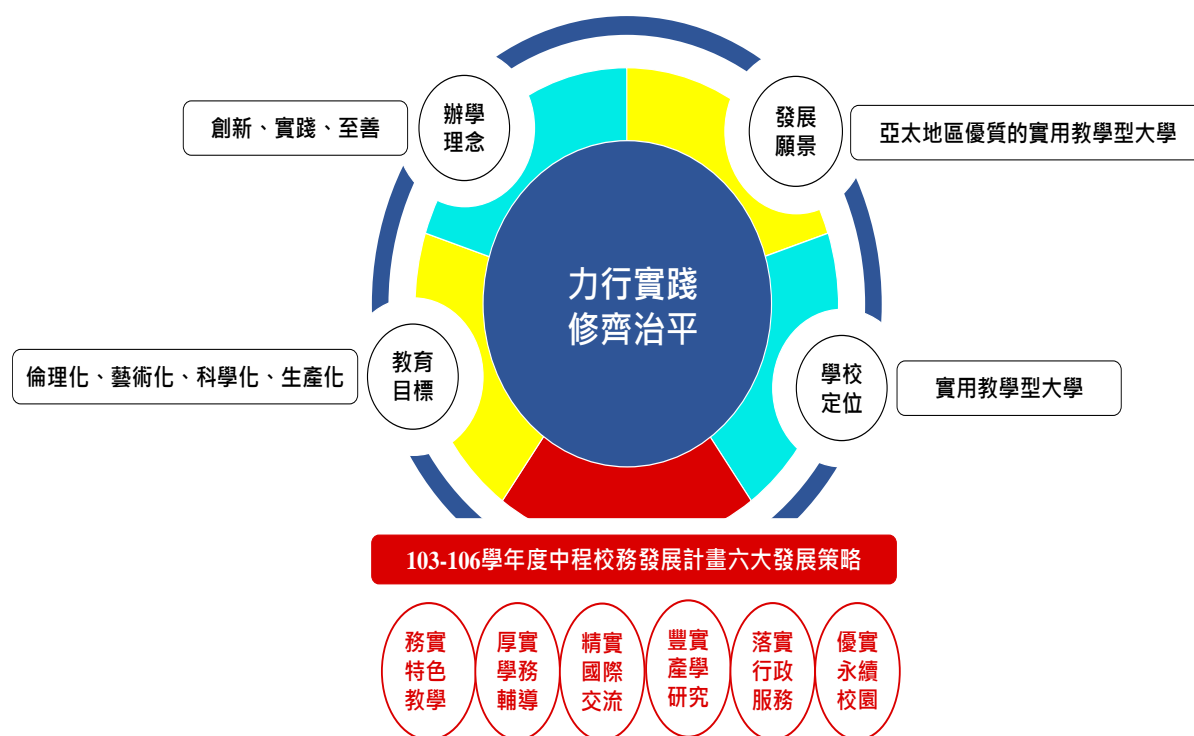 辦學
理念
創新、實踐、至善
發展
願景
亞太地區優質的實用教學型大學
力行實踐
修齊治平
教育
目標
倫理化、藝術化、科學化、生產化
學校
定位
實用教學型大學
103-106學年度中程校務發展計畫六大發展策略
務實
特色
教學
厚實
學務
輔導
精實
國際
交流
豐實
產學
研究
落實
行政
服務
優實
永續
校園